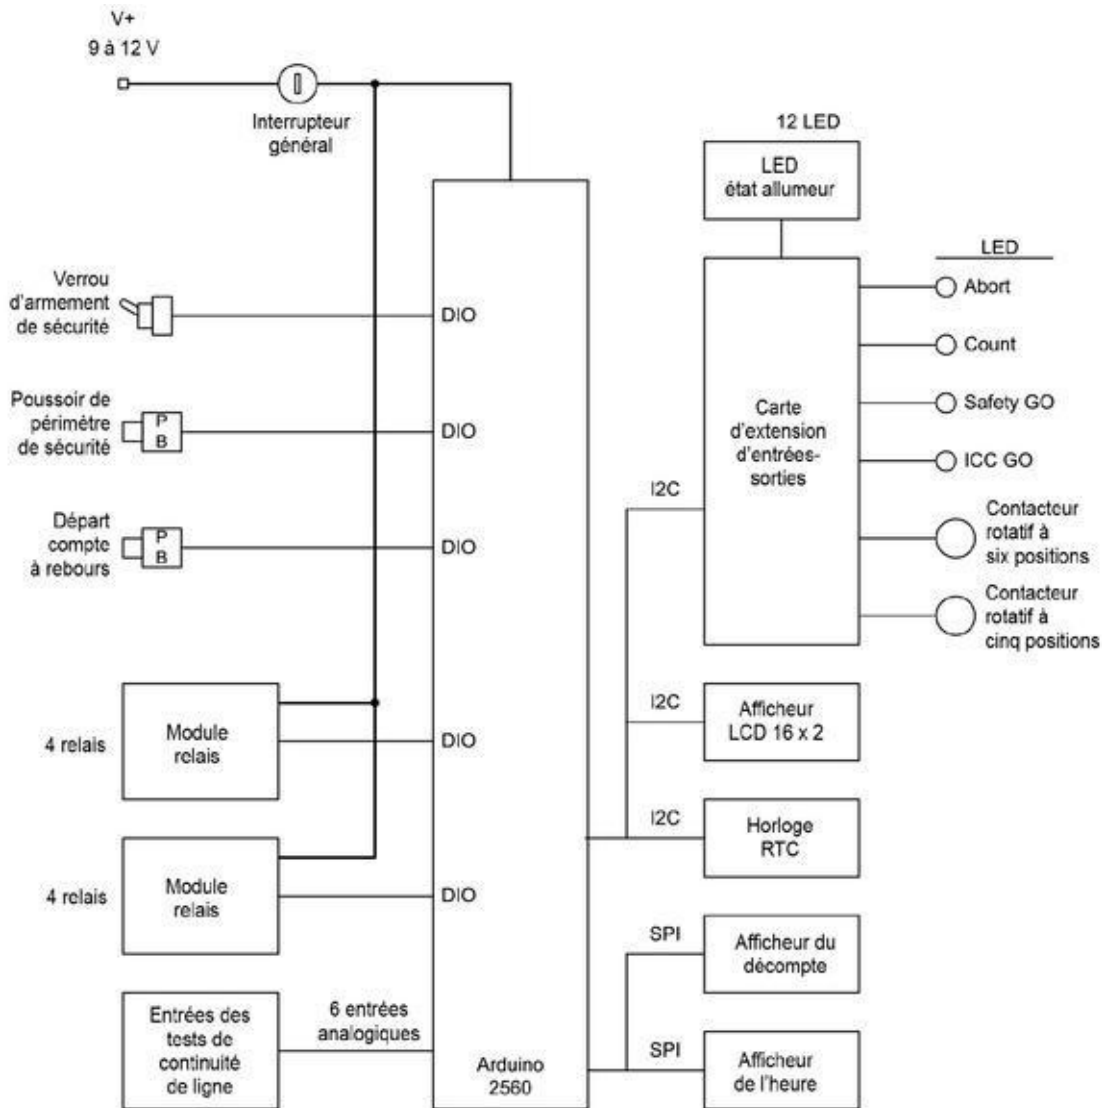 V+
9 à 12 V
Interrupteur
général
12 LED
LED
état allumeur
LED
Verrou
d'armement
de sécurité
DIO
Abort
Count
Poussoir de
périmètre
de sécurité
P
B
DIO
Carte
d'extension
d'entrées-
sorties
Safety GO
ICC GO
I2C
Départ
compte
à rebours
P
B
DIO
Contacteur
rotatif à
six positions
Contacteur
rotatif à
cinq positions
4 relais
Module
relais
DIO
I2C
Afficheur
LCD 16 x 2
I2C
Horloge
RTC
4 relais
Module
relais
DIO
SPI
Afficheur du
décompte
Entrées des
tests de
continuité
de ligne
6 entrées
analogiques
Arduino
2560
SPI
Afficheur
de l'heure